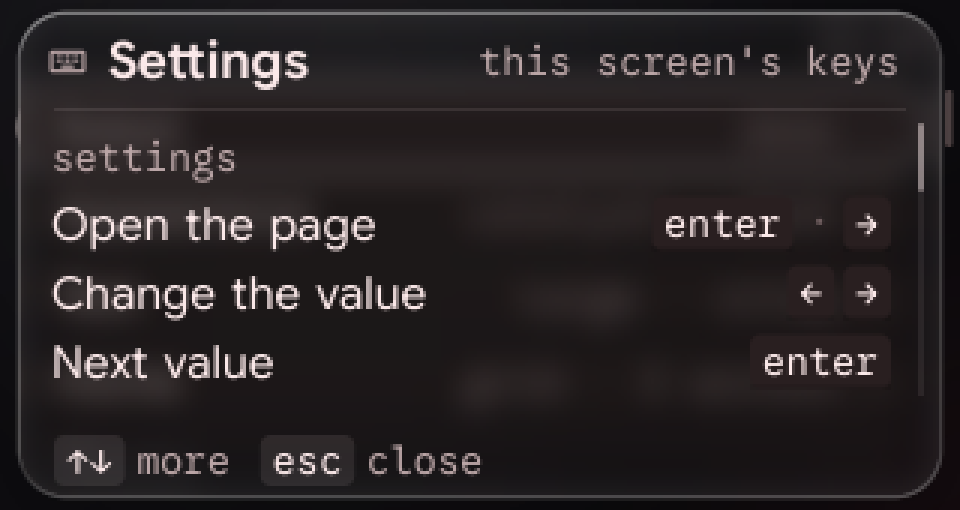 Settings this screen's keys
settings
Open the page enter · →
Change the value ← →
Next value enter
↑↓ more esc close